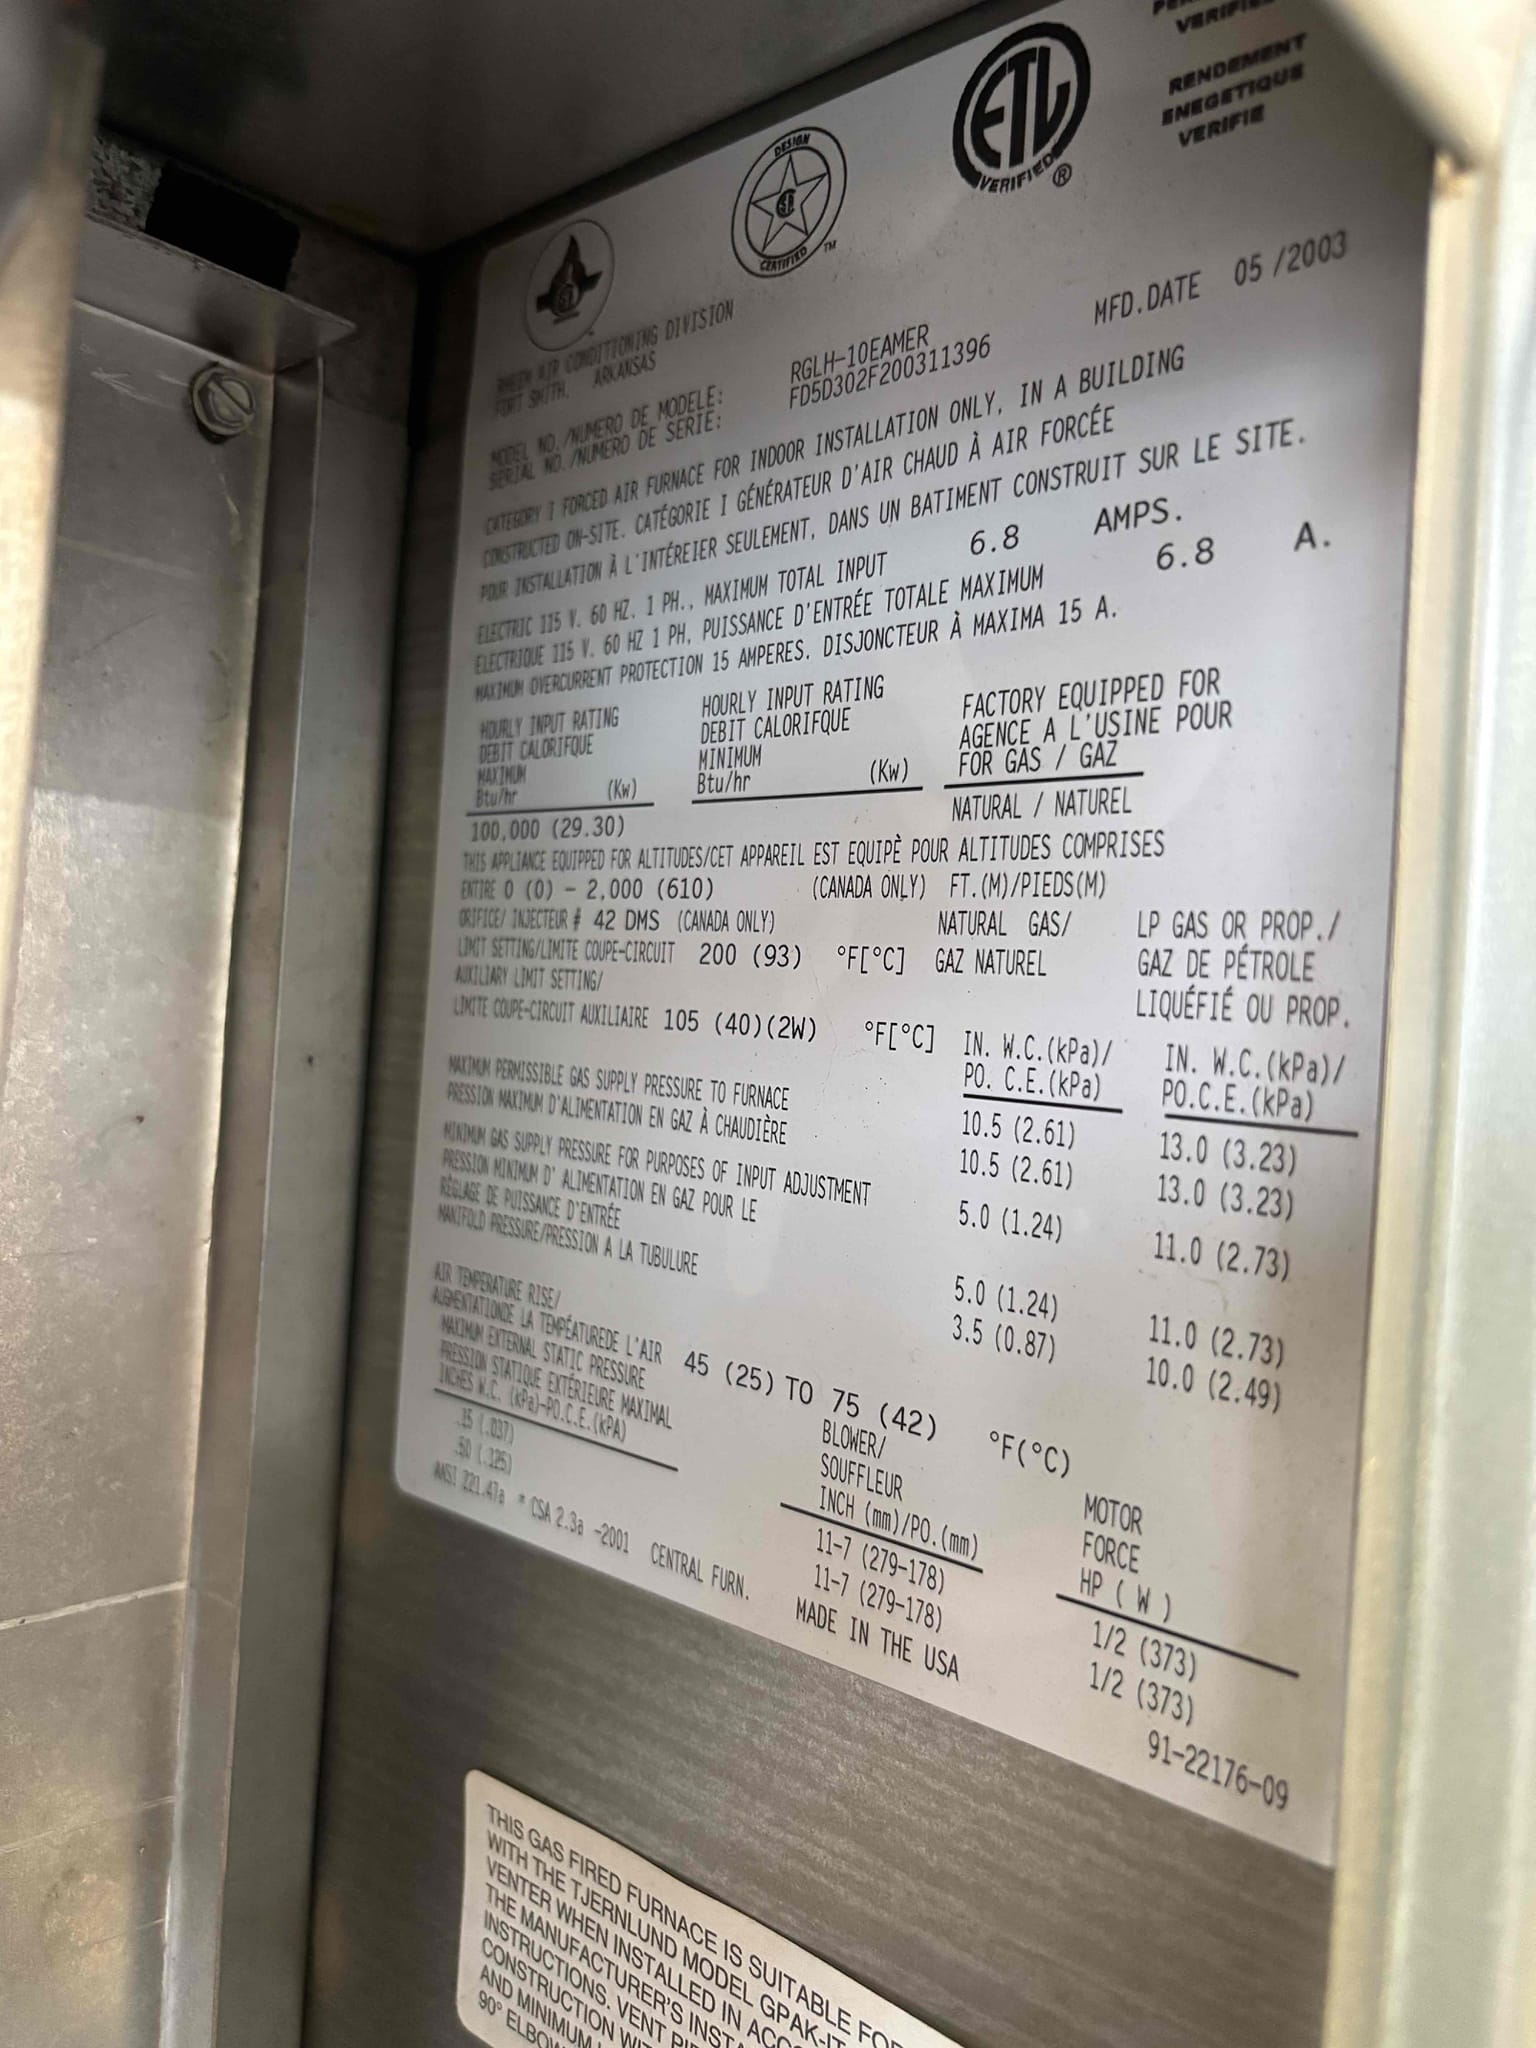 PE
VERIFIE
RENDEMENT
ENEGETIQUE
VERIFIE
ETL
VERIFIED ®
DESIGN
CERTIFIED ™
RHEEM AIR CONDITIONING DIVISION
FORT SMITH, ARKANSAS
MFD.DATE 05 /2003
MODEL NO./NUMERO DE MODELE: RGLH-10EAMER
SERIAL NO./NUMERO DE SERIE: FD5D302F200311396
CATEGORY I FORCED AIR FURNACE FOR INDOOR INSTALLATION ONLY, IN A BUILDING
CONSTRUCTED ON-SITE. CATÉGORIE I GÉNÉRATEUR D'AIR CHAUD À AIR FORCÉE
POUR INSTALLATION À L'INTÉREIER SEULEMENT, DANS UN BATIMENT CONSTRUIT SUR LE SITE.
ELECTRIC 115 V. 60 HZ. 1 PH., MAXIMUM TOTAL INPUT 6.8 AMPS.
ELECTRIQUE 115 V. 60 HZ 1 PH, PUISSANCE D'ENTRÉE TOTALE MAXIMUM 6.8 A.
MAXIMUM OVERCURRENT PROTECTION 15 AMPERES. DISJONCTEUR À MAXIMA 15 A.
HOURLY INPUT RATING HOURLY INPUT RATING FACTORY EQUIPPED FOR
DEBIT CALORIFQUE DEBIT CALORIFQUE AGENCE A L'USINE POUR
MAXIMUM MINIMUM FOR GAS / GAZ
Btu/hr (Kw) Btu/hr (Kw)
100,000 (29.30) NATURAL / NATUREL
THIS APPLIANCE EQUIPPED FOR ALTITUDES/CET APPAREIL EST EQUIPÈ POUR ALTITUDES COMPRISES
ENTRE 0 (0) - 2,000 (610) (CANADA ONLY) FT.(M)/PIEDS(M)
ORIFICE/ INJECTEUR # 42 DMS (CANADA ONLY) NATURAL GAS/ LP GAS OR PROP./
LIMIT SETTING/LIMITE COUPE-CIRCUIT 200 (93) °F[°C] GAZ NATUREL GAZ DE PÉTROLE
AUXILIARY LIMIT SETTING/ LIQUÉFIÉ OU PROP.
LIMITE COUPE-CIRCUIT AUXILIAIRE 105 (40)(2W) °F[°C] IN. W.C.(kPa)/ IN. W.C.(kPa)/
PO. C.E.(kPa) PO.C.E.(kPa)
MAXIMUM PERMISSIBLE GAS SUPPLY PRESSURE TO FURNACE 10.5 (2.61) 13.0 (3.23)
PRESSION MAXIMUM D'ALIMENTATION EN GAZ À CHAUDIÈRE 10.5 (2.61) 13.0 (3.23)
MINIMUM GAS SUPPLY PRESSURE FOR PURPOSES OF INPUT ADJUSTMENT 5.0 (1.24) 11.0 (2.73)
PRESSION MINIMUM D' ALIMENTATION EN GAZ POUR LE
RÉGLAGE DE PUISSANCE D'ENTRÉE 5.0 (1.24) 11.0 (2.73)
MANIFOLD PRESSURE/PRESSION A LA TUBULURE 3.5 (0.87) 10.0 (2.49)
AIR TEMPERATURE RISE/
AUGMENTATIONDE LA TEMPÉATUREDE L'AIR 45 (25) TO 75 (42) °F(°C)
MAXIMUM EXTERNAL STATIC PRESSURE BLOWER/ MOTOR
PRESSION STATIQUE EXTÉRIEURE MAXIMAL SOUFFLEUR FORCE
INCHES W.C. (kPa)-PO.C.E.(kPA) INCH (mm)/PO.(mm) HP ( W )
.15 (.037) 11-7 (279-178) 1/2 (373)
.50 (.125) 11-7 (279-178) 1/2 (373)
ANSI Z21.47a * CSA 2.3a -2001 CENTRAL FURN. MADE IN THE USA 91-22176-09
THIS GAS FIRED FURNACE IS SUITABLE FOR
WITH THE TJERNLUND MODEL GPAK-JT
VENTER WHEN INSTALLED IN ACCO
THE MANUFACTURER'S INSTA
INSTRUCTIONS. VENT PI
CONSTRUCTION WIT
AND MINIMUM
90° ELBOW